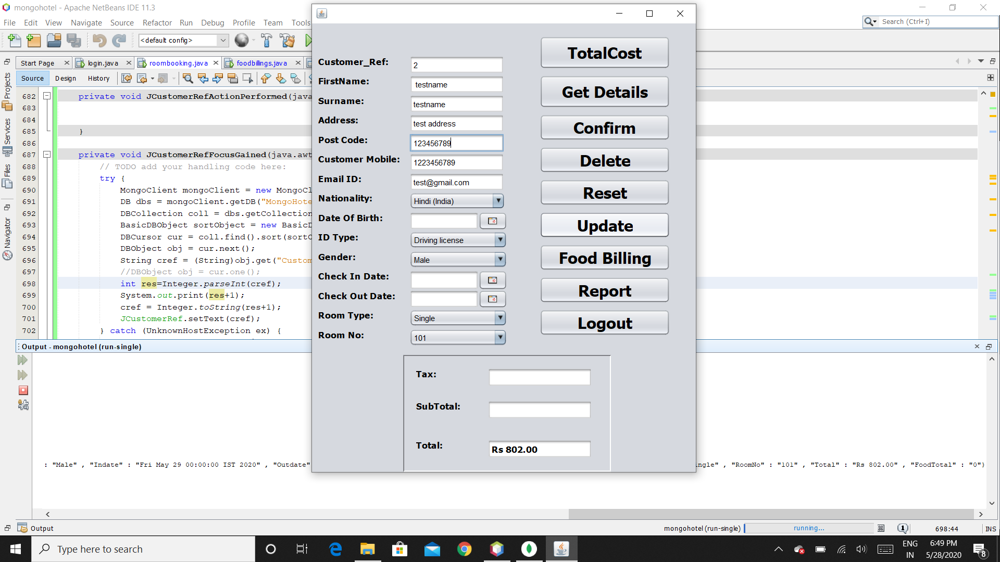 mongohotel - Apache NetBeans IDE 11.3
File Edit View Navigate Source Refactor Run Debug Profile Team Tools
Search (Ctrl+I)
<default config>
Start Page login.java roombooking.java foodbillings.java
Source Design History
Projects
Services
Files
Navigator
682 private void JCustomerRefActionPerformed(java
683
684
685 }
686
687 private void JCustomerRefFocusGained(java.awt
688 // TODO add your handling code here:
689 try {
690 MongoClient mongoClient = new MongoCl
691 DB dbs = mongoClient.getDB("MongoHote
692 DBCollection coll = dbs.getCollection
693 BasicDBObject sortObject = new BasicD
694 DBCursor cur = coll.find().sort(sortO
695 DBObject obj = cur.next();
696 String cref = (String)obj.get("Custom
697 //DBObject obj = cur.one();
698 int res=Integer.parseInt(cref);
699 System.out.print(res+1);
700 cref = Integer.toString(res+1);
701 JCustomerRef.setText(cref);
702 } catch (UnknownHostException ex) {
Customer_Ref: 2
FirstName: testname
Surname: testname
Address: test address
Post Code: 123456789
Customer Mobile: 1223456789
Email ID: test@gmail.com
Nationality: Hindi (India)
Date Of Birth:
ID Type: Driving license
Gender: Male
Check In Date:
Check Out Date:
Room Type: Single
Room No: 101
TotalCost
Get Details
Confirm
Delete
Reset
Update
Food Billing
Report
Logout
Tax:
SubTotal:
Total: Rs 802.00
Output - mongohotel (run-single)
: "Male" , "Indate" : "Fri May 29 00:00:00 IST 2020" , "Outdate"
ngle" , "RoomNo" : "101" , "Total" : "Rs 802.00" , "FoodTotal" : "0"}
Output
mongohotel (run-single) running... 1 698:44 INS
Type here to search
ENG
IN
6:49 PM
5/28/2020
8